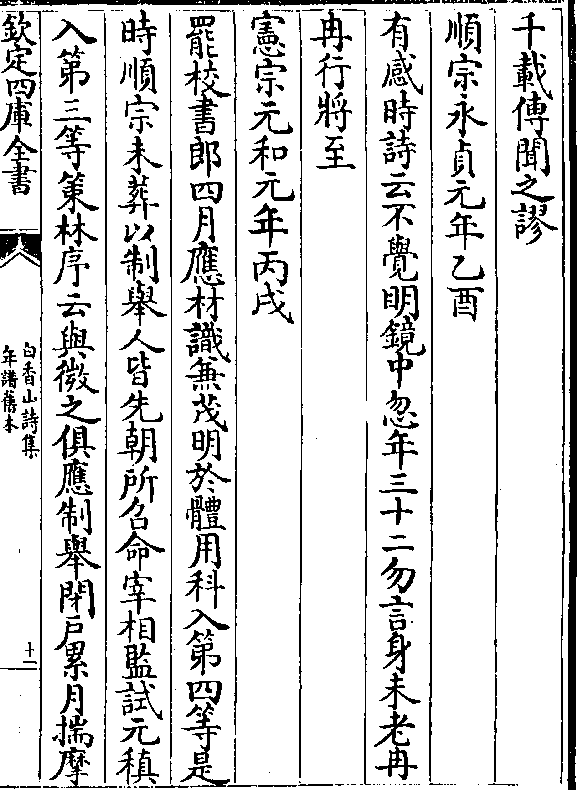 千載傳聞之謬
順宗永貞元年乙酉
有感時詩云不覺明鏡中忽年三十二勿言身未老冉
冉行將至
憲宗元和元年丙戌
罷校書郎四月應材識兼茂明於體用科入第四等是
時順宗未葬以制舉人皆先朝所召命宰相監試元稹
入第三等策林序云與微之俱應制舉閉戶累月揣摩
欽定四庫全書
白香山詩集
年譜舊本
十二